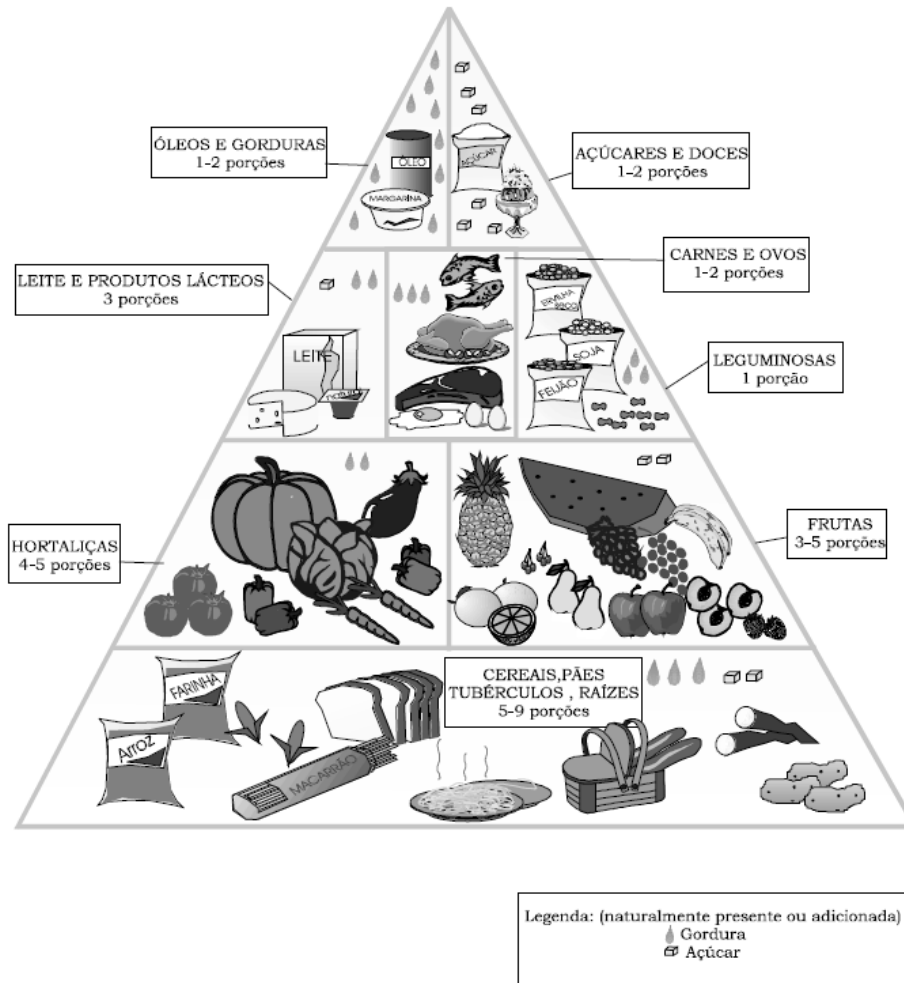 ÓLEOS E GORDURAS
1-2 porções
AÇÚCARES E DOCES
1-2 porções
ÓLEO
MARGARINA
AÇÚCAR
CARNES E OVOS
1-2 porções
LEITE E PRODUTOS LÁCTEOS
3 porções
LEITE
ERVILHA
SOJA
FEIJÃO
LEGUMINOSAS
1 porção
HORTALIÇAS
4-5 porções
FRUTAS
3-5 porções
CEREAIS,PÃES
TUBÉRCULOS , RAÍZES
5-9 porções
FARINHA
Arroz
MACARRÃO
Legenda: (naturalmente presente ou adicionada)
Gordura
Açúcar